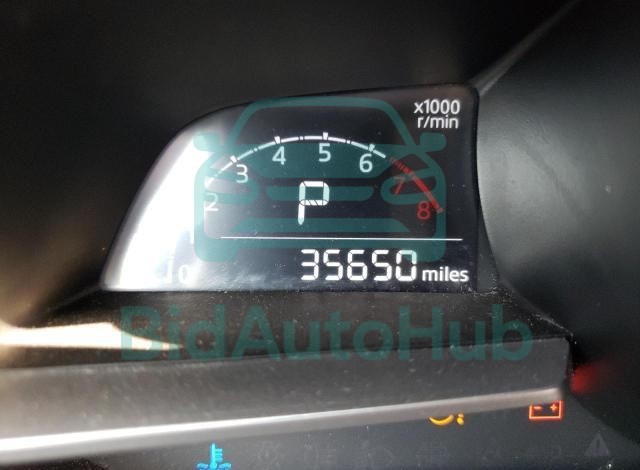 x1000
r/min
2 3 4 5 6 7 8
P
0
35650 miles
BidAutoHub